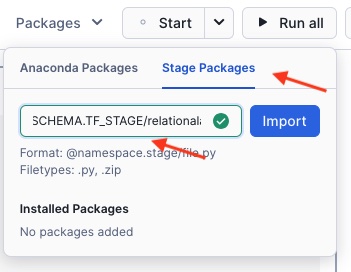 Packages
Start
Run all
Anaconda Packages
Stage Packages
SCHEMA.TF_STAGE/relationala
Import
Format: @namespace.stage/file.py
Filetypes: .py, .zip
Installed Packages
No packages added